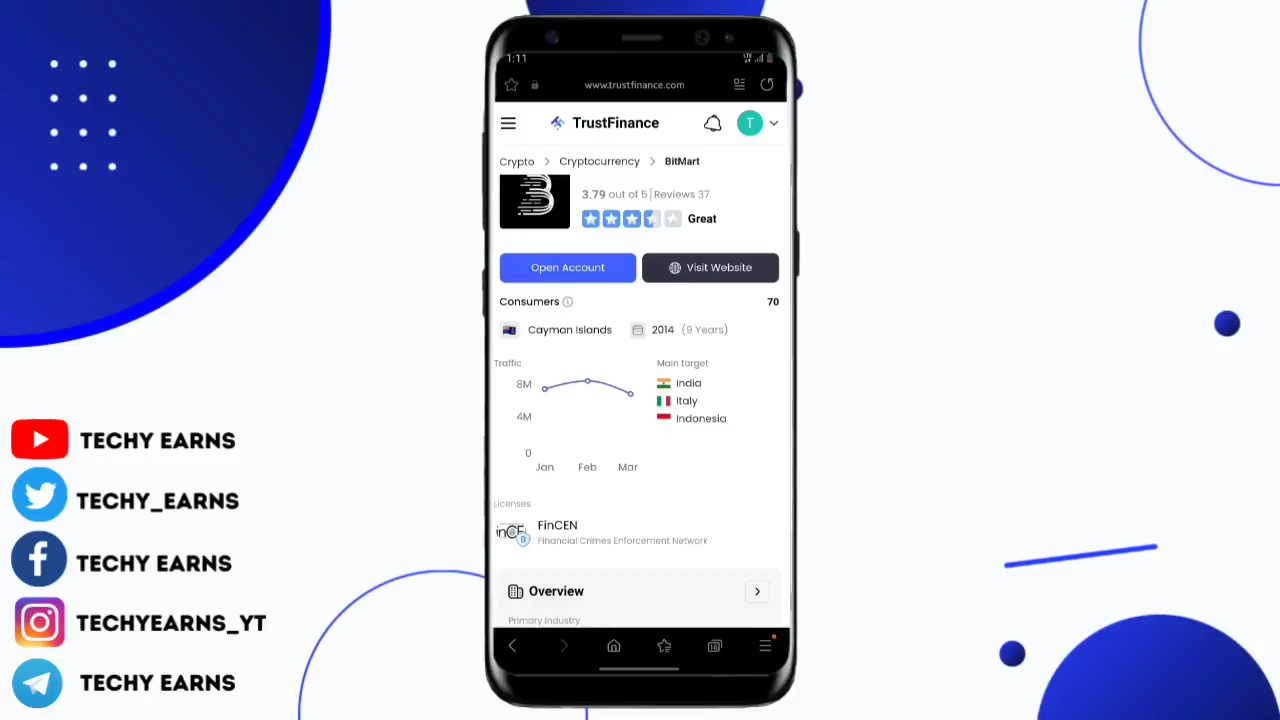 1:11
www.trustfinance.com
TrustFinance
T
Crypto > Cryptocurrency > BitMart
3.79 out of 5 | Reviews 37
Great
Open Account
Visit Website
Consumers
70
Cayman Islands
2014 (9 Years)
Traffic
8M
4M
0
Jan Feb Mar
Main target
India
Italy
Indonesia
Licenses
FinCEN
Financial Crimes Enforcement Network
Overview
Primary Industry
TECHY EARNS
TECHY_EARNS
TECHY EARNS
TECHYEARNS_YT
TECHY EARNS